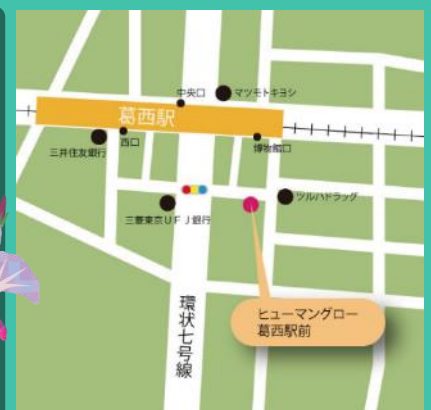 中央口
マツモトキヨシ
葛西駅
三井住友銀行
西口
博物館口
ツルハドラッグ
三菱東京UFJ銀行
環状七号線
ヒューマングロー
葛西駅前